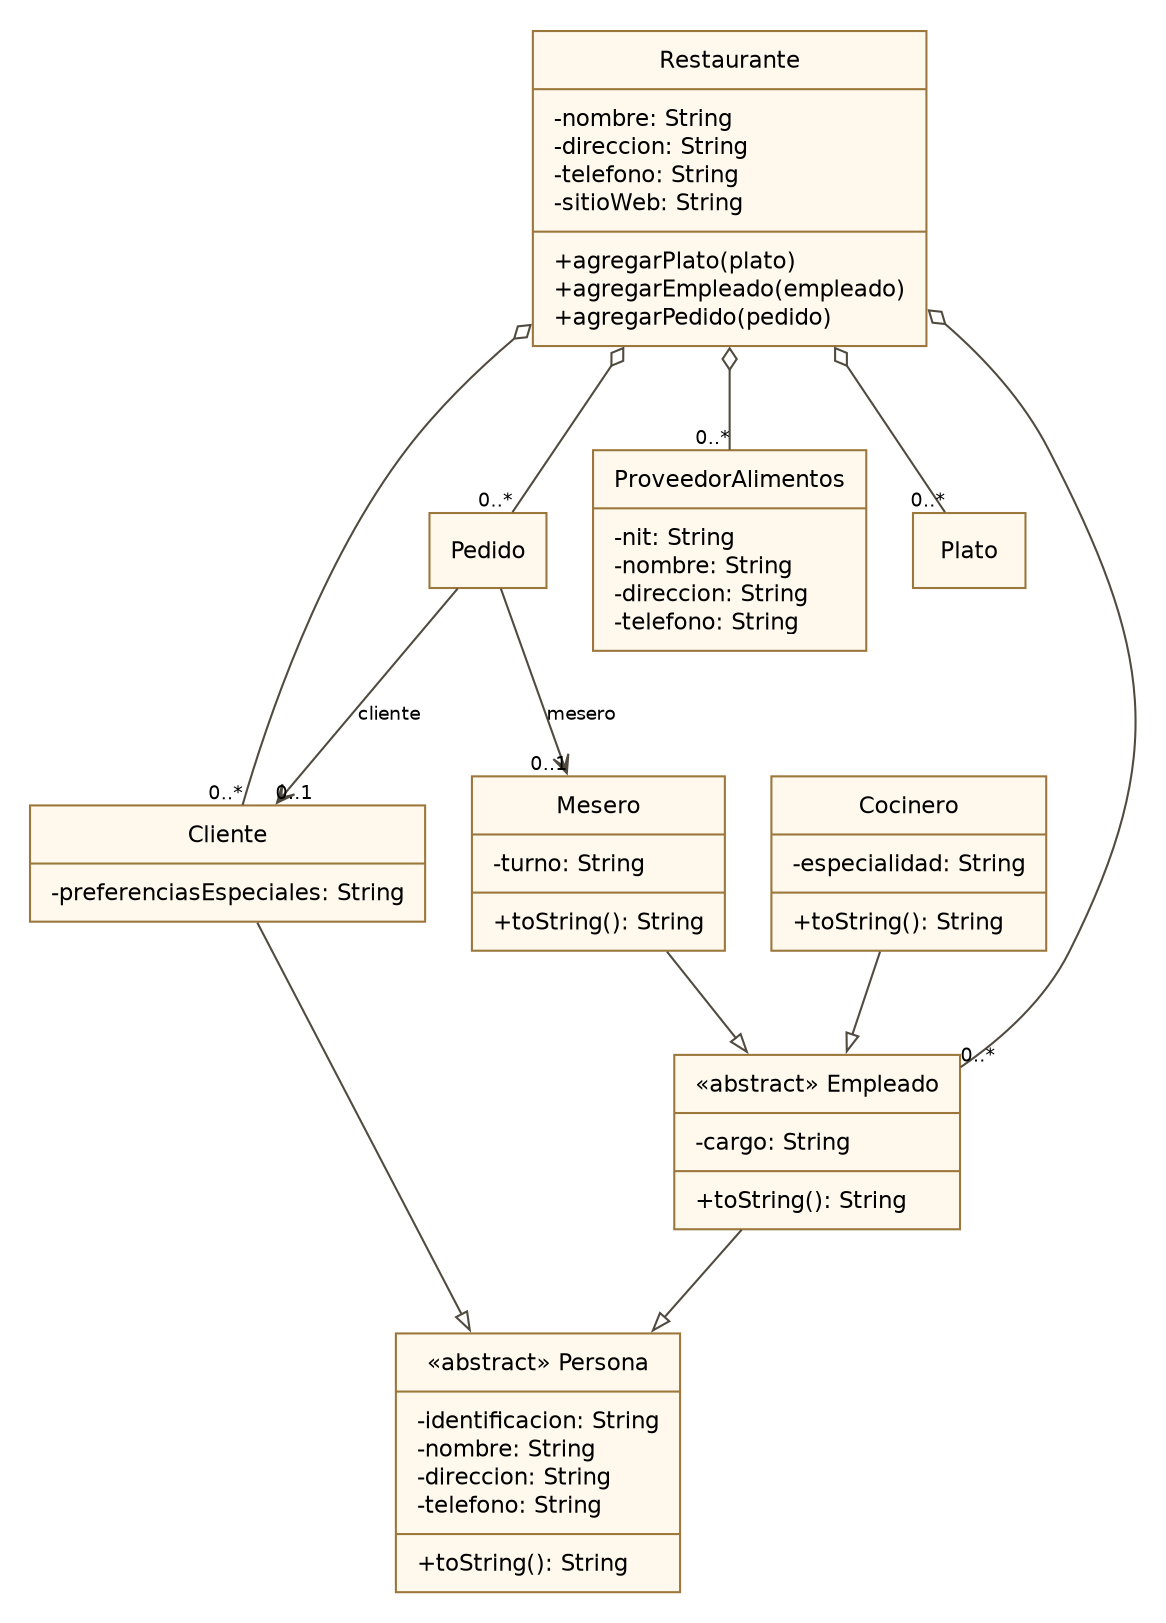 Restaurante
-nombre: String
-direccion: String
-telefono: String
-sitioWeb: String
+agregarPlato(plato)
+agregarEmpleado(empleado)
+agregarPedido(pedido)
0..*
0..*
0..*
Pedido
ProveedorAlimentos
-nit: String
-nombre: String
-direccion: String
-telefono: String
Plato
cliente
mesero
0..*
0..1
0..1
Cliente
-preferenciasEspeciales: String
Mesero
-turno: String
+toString(): String
Cocinero
-especialidad: String
+toString(): String
0..*
«abstract» Empleado
-cargo: String
+toString(): String
«abstract» Persona
-identificacion: String
-nombre: String
-direccion: String
-telefono: String
+toString(): String